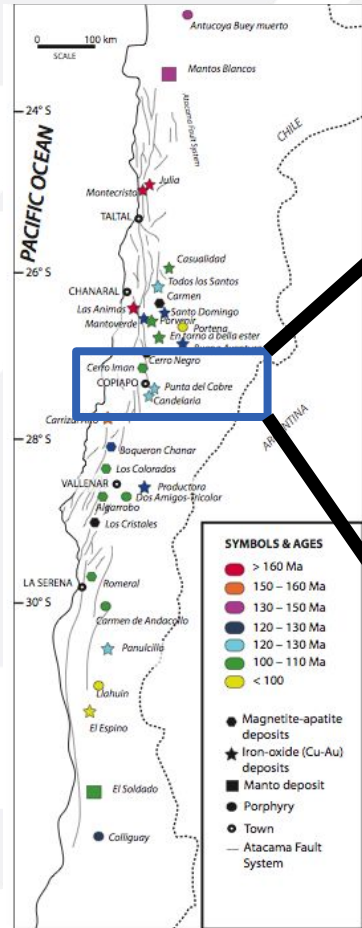 Antucoya Buey muerto
0 100 km
SCALE
Mantos Blancos
24°S
Atacama Fault System
CHILE
PACIFIC OCEAN
Julia
Montecristo
TALTAL
Casualidad
26°S
Todos los Santos
CHANARAL
Carmen
Las Animas
Santo Domingo
Mantoverde
Porvenir
Portena
En torno a bella ester
Cerro Negro
Cerro Iman
COPIAPO
Punta del Cobre
Candelaria
ARGENTINA
28°S
Boqueron Chanar
Los Colorados
VALLENAR
Productora
Dos Amigos-Tricolor
Algarrobo
Los Cristales
LA SERENA
Romeral
30°S
Carmen de Andacollo
Panulcillo
Llahuin
El Espino
El Soldado
Colliguay
SYMBOLS & AGES
> 160 Ma
150 – 160 Ma
130 – 150 Ma
120 – 130 Ma
120 – 130 Ma
100 – 110 Ma
< 100
Magnetite-apatite
deposits
Iron-oxide (Cu-Au)
deposits
Manto deposit
Porphyry
Town
Atacama Fault
System